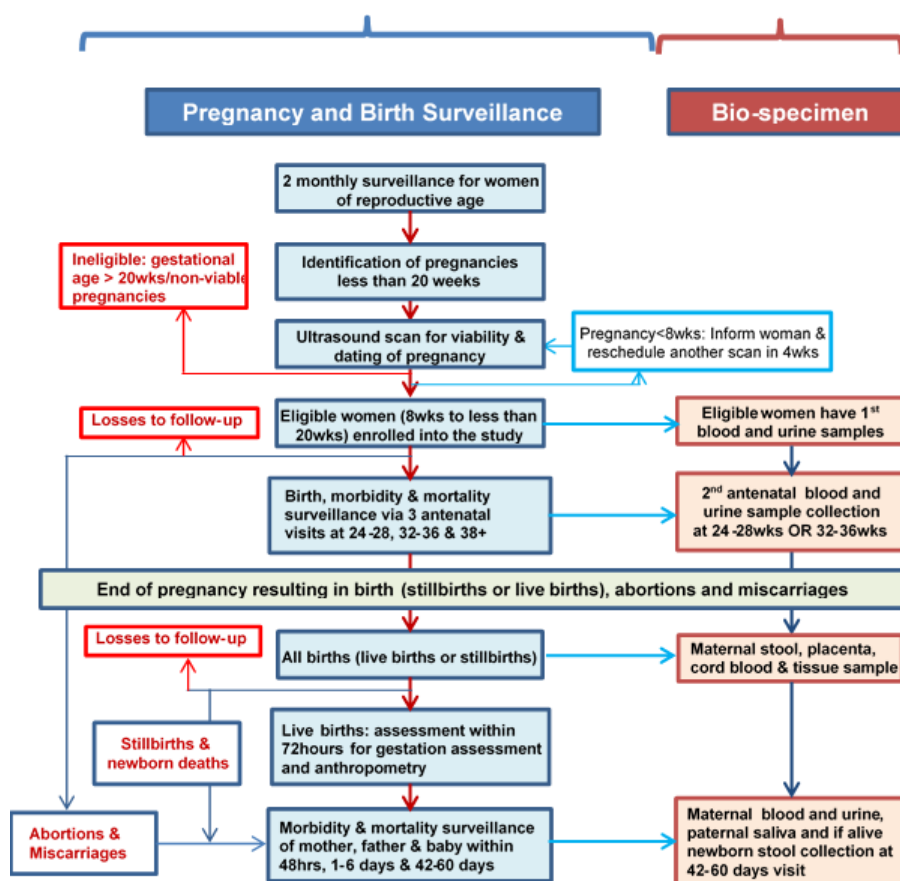 Pregnancy and Birth Surveillance
Bio-specimen
2 monthly surveillance for women
of reproductive age
Ineligible: gestational
age > 20wks/non-viable
pregnancies
Identification of pregnancies
less than 20 weeks
Ultrasound scan for viability &
dating of pregnancy
Pregnancy<8wks: Inform woman &
reschedule another scan in 4wks
Losses to follow-up
Eligible women (8wks to less than
20wks) enrolled into the study
Eligible women have 1st
blood and urine samples
Birth, morbidity & mortality
surveillance via 3 antenatal
visits at 24-28, 32-36 & 38+
2nd antenatal blood and
urine sample collection
at 24-28wks OR 32-36wks
End of pregnancy resulting in birth (stillbirths or live births), abortions and miscarriages
Losses to follow-up
All births (live births or stillbirths)
Maternal stool, placenta,
cord blood & tissue sample
Stillbirths &
newborn deaths
Live births: assessment within
72hours for gestation assessment
and anthropometry
Abortions &
Miscarriages
Morbidity & mortality surveillance
of mother, father & baby within
48hrs, 1-6 days & 42-60 days
Maternal blood and urine,
paternal saliva and if alive
newborn stool collection at
42-60 days visit